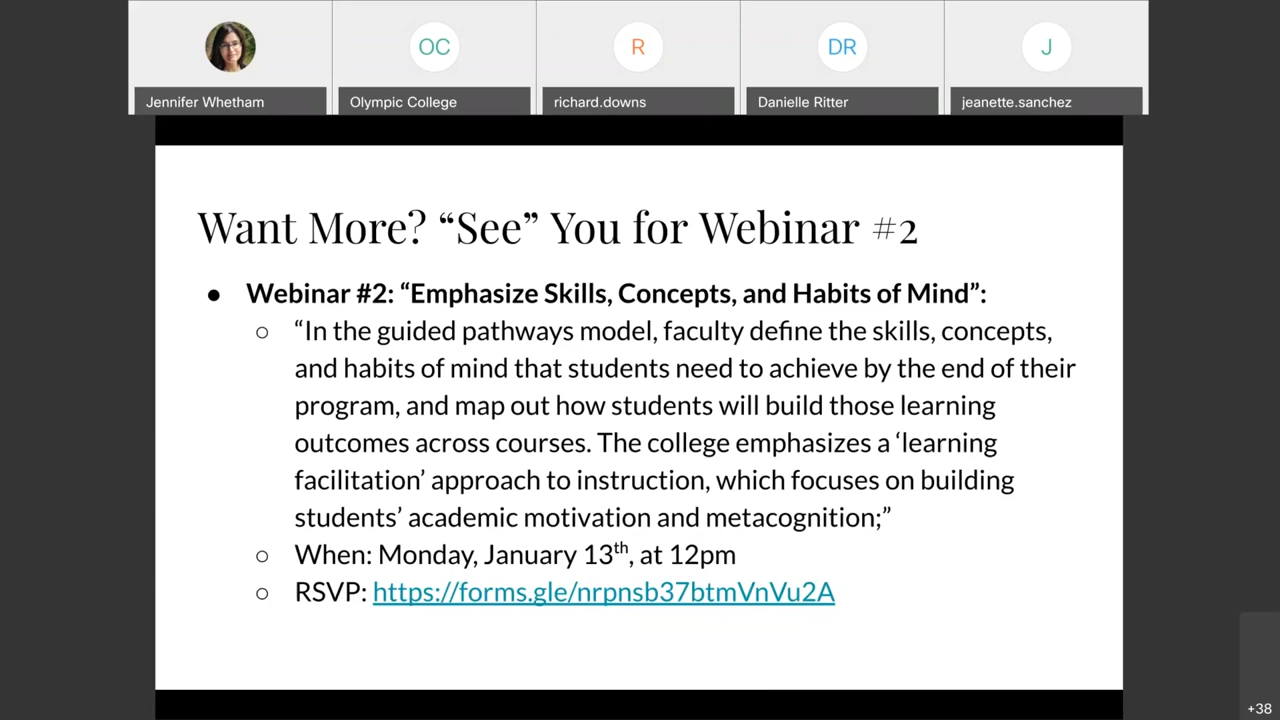 OC
R
DR
J
Jennifer Whetham
Olympic College
richard.downs
Danielle Ritter
jeanette.sanchez
Want More? “See” You for Webinar #2
● Webinar #2: “Emphasize Skills, Concepts, and Habits of Mind”:
○ “In the guided pathways model, faculty define the skills, concepts,
and habits of mind that students need to achieve by the end of their
program, and map out how students will build those learning
outcomes across courses. The college emphasizes a ‘learning
facilitation’ approach to instruction, which focuses on building
students’ academic motivation and metacognition;”
○ When: Monday, January 13th, at 12pm
○ RSVP: https://forms.gle/nrpnsb37btmVnVu2A
+38